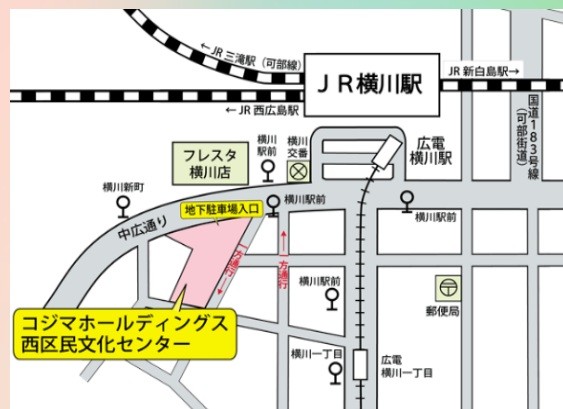 ← JR 三滝駅（可部線）
ＪＲ横川駅
JR 新白島駅→
← JR 西広島駅
国道183号線
（可部街道）
フレスタ
横川店
横川
駅前
横川
交番
広電
横川駅
横川新町
地下駐車場入口
横川駅前
横川駅前
中広通り
一方通行
一方通行
横川駅前
郵便局
コジマホールディングス
西区民文化センター
横川一丁目
広電
横川一丁目